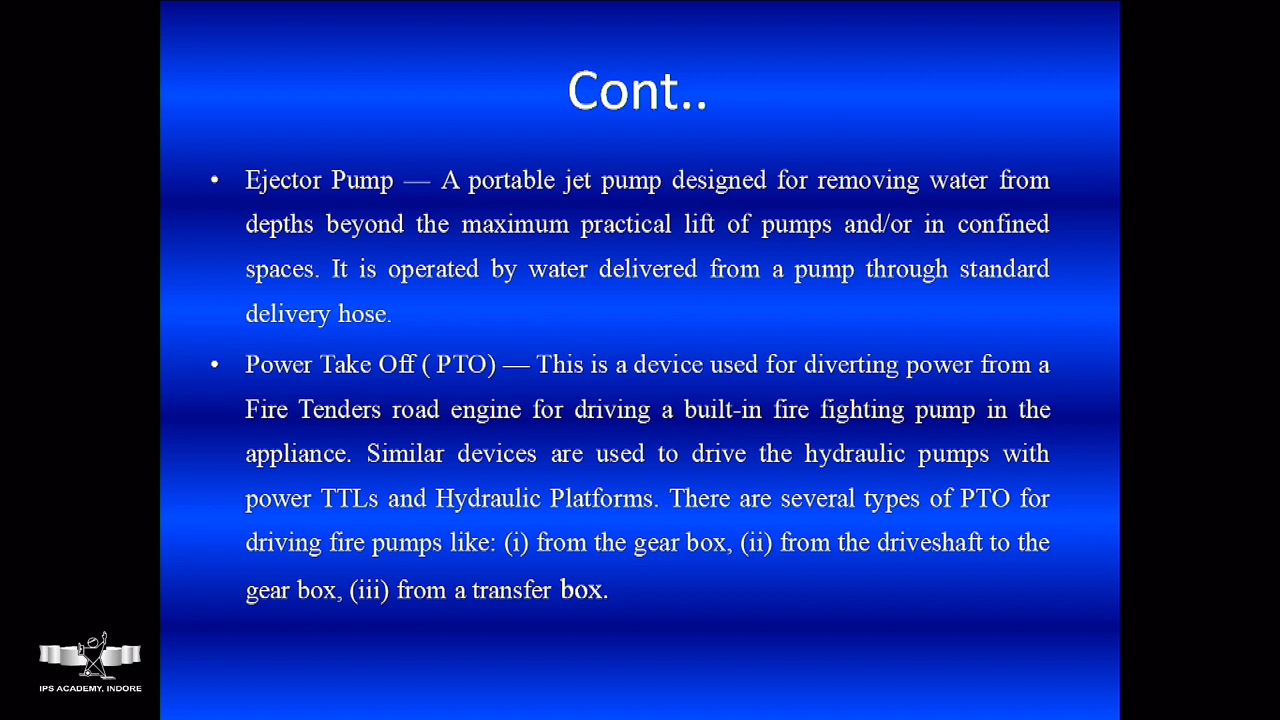 Cont..
• Ejector Pump — A portable jet pump designed for removing water from
depths beyond the maximum practical lift of pumps and/or in confined
spaces. It is operated by water delivered from a pump through standard
delivery hose.
• Power Take Off ( PTO) — This is a device used for diverting power from a
Fire Tenders road engine for driving a built-in fire fighting pump in the
appliance. Similar devices are used to drive the hydraulic pumps with
power TTLs and Hydraulic Platforms. There are several types of PTO for
driving fire pumps like: (i) from the gear box, (ii) from the driveshaft to the
gear box, (iii) from a transfer box.
IPS ACADEMY, INDORE